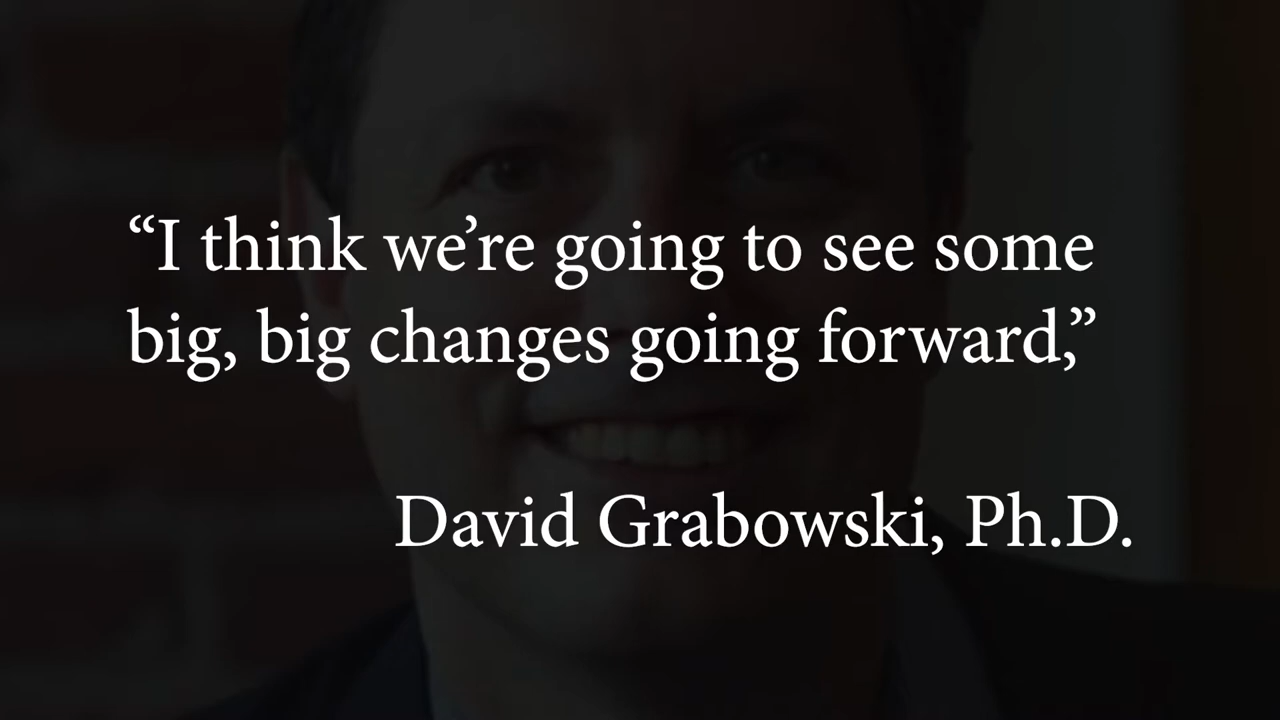 “I think we’re going to see some
big, big changes going forward,”
David Grabowski, Ph.D.